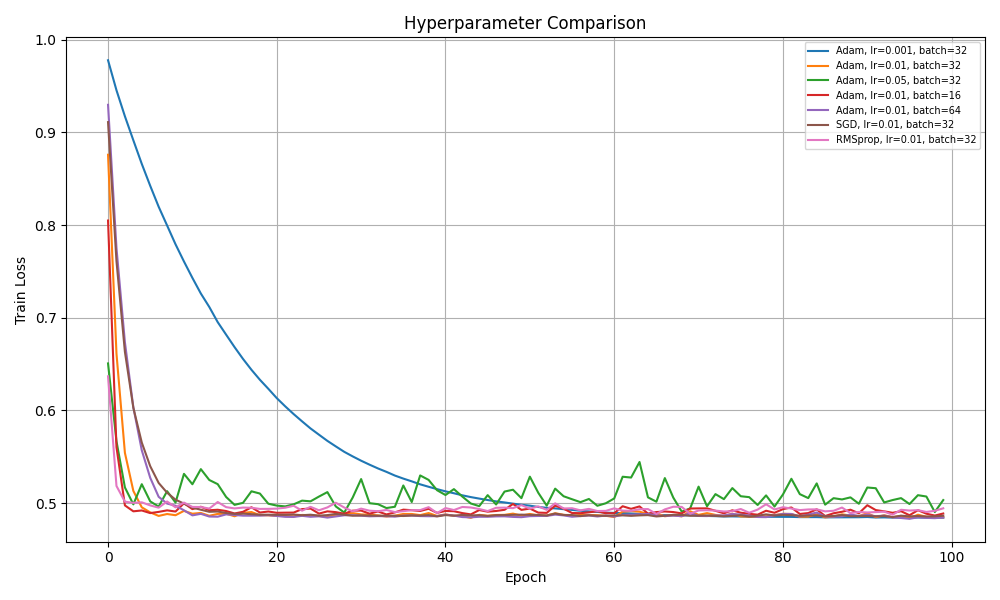 Hyperparameter Comparison
1.0
0.9
0.8
0.7
0.6
0.5
Train Loss
Adam, lr=0.001, batch=32
Adam, lr=0.01, batch=32
Adam, lr=0.05, batch=32
Adam, lr=0.01, batch=16
Adam, lr=0.01, batch=64
SGD, lr=0.01, batch=32
RMSprop, lr=0.01, batch=32
0 20 40 60 80 100
Epoch